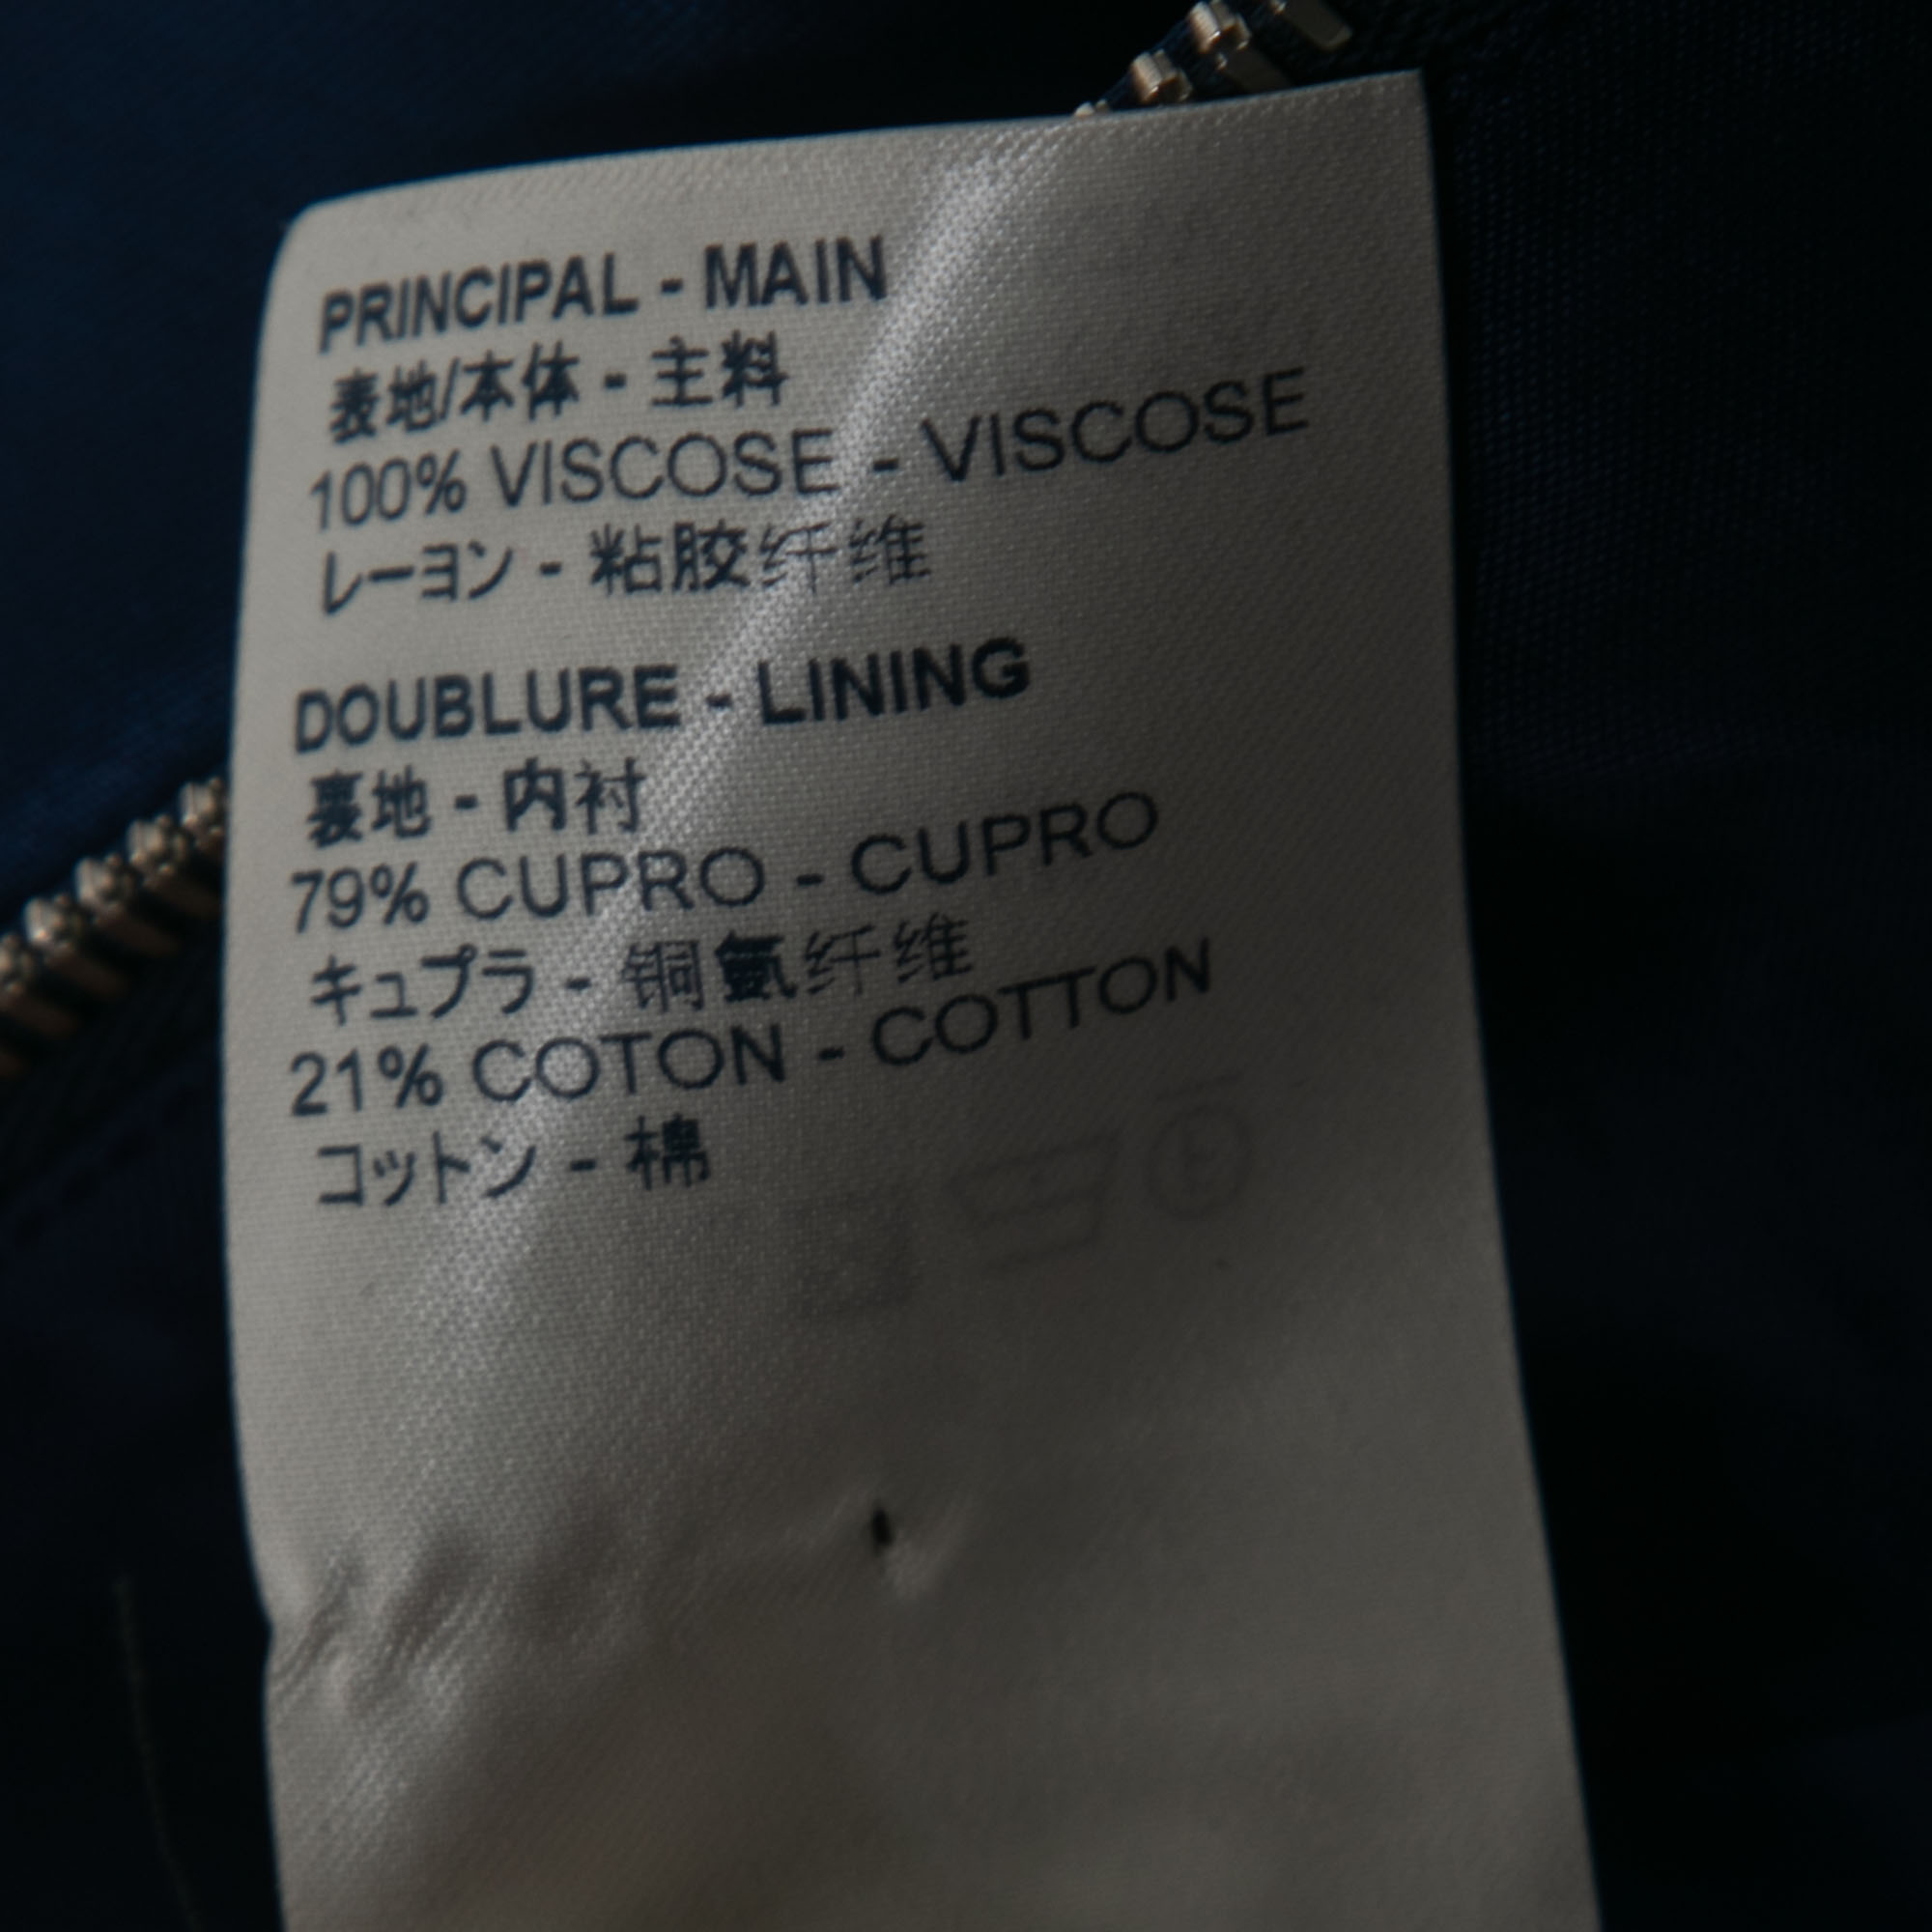 PRINCIPAL - MAIN
表地/本体 - 主料
100% VISCOSE - VISCOSE
レーヨン - 粘胶纤维
DOUBLURE - LINING
裏地 - 内衬
79% CUPRO - CUPRO
キュプラ - 铜氨纤维
21% COTON - COTTON
コットン - 棉